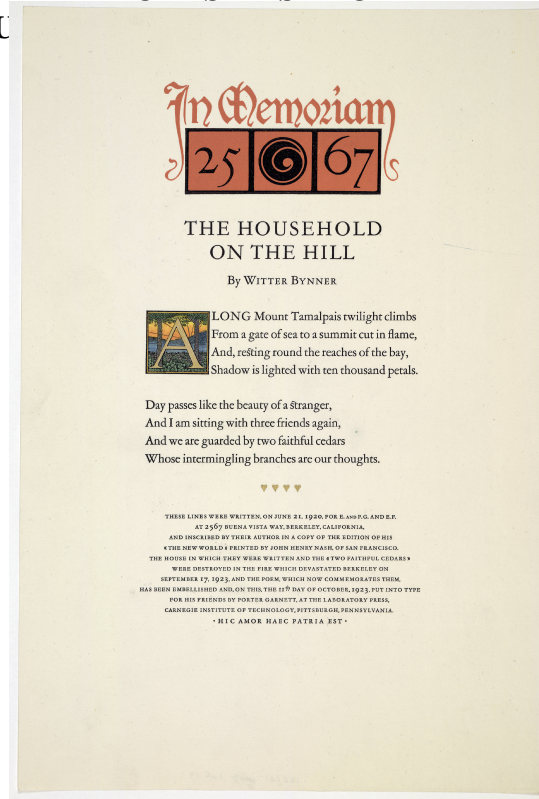 In Memoriam
25 67
THE HOUSEHOLD
ON THE HILL
By WITTER BYNNER
ALONG Mount Tamalpais twilight climbs
From a gate of sea to a summit cut in flame,
And, resting round the reaches of the bay,
Shadow is lighted with ten thousand petals.
Day passes like the beauty of a stranger,
And I am sitting with three friends again,
And we are guarded by two faithful cedars
Whose intermingling branches are our thoughts.
THESE LINES WERE WRITTEN, ON JUNE 21, 1920, FOR E. AND P.G. AND E.P.
AT 2567 BUENA VISTA WAY, BERKELEY, CALIFORNIA,
AND INSCRIBED BY THEIR AUTHOR IN A COPY OF THE EDITION OF HIS
«THE NEW WORLD» PRINTED BY JOHN HENRY NASH, OF SAN FRANCISCO.
THE HOUSE IN WHICH THEY WERE WRITTEN AND THE «TWO FAITHFUL CEDARS»
WERE DESTROYED IN THE FIRE WHICH DEVASTATED BERKELEY ON
SEPTEMBER 17, 1923, AND THE POEM, WHICH NOW COMMEMORATES THEM,
HAS BEEN EMBELLISHED AND, ON THIS, THE 11th DAY OF OCTOBER, 1923, PUT INTO TYPE
FOR HIS FRIENDS BY PORTER GARNETT, AT THE LABORATORY PRESS,
CARNEGIE INSTITUTE OF TECHNOLOGY, PITTSBURGH, PENNSYLVANIA.
· HIC AMOR HAEC PATRIA EST ·